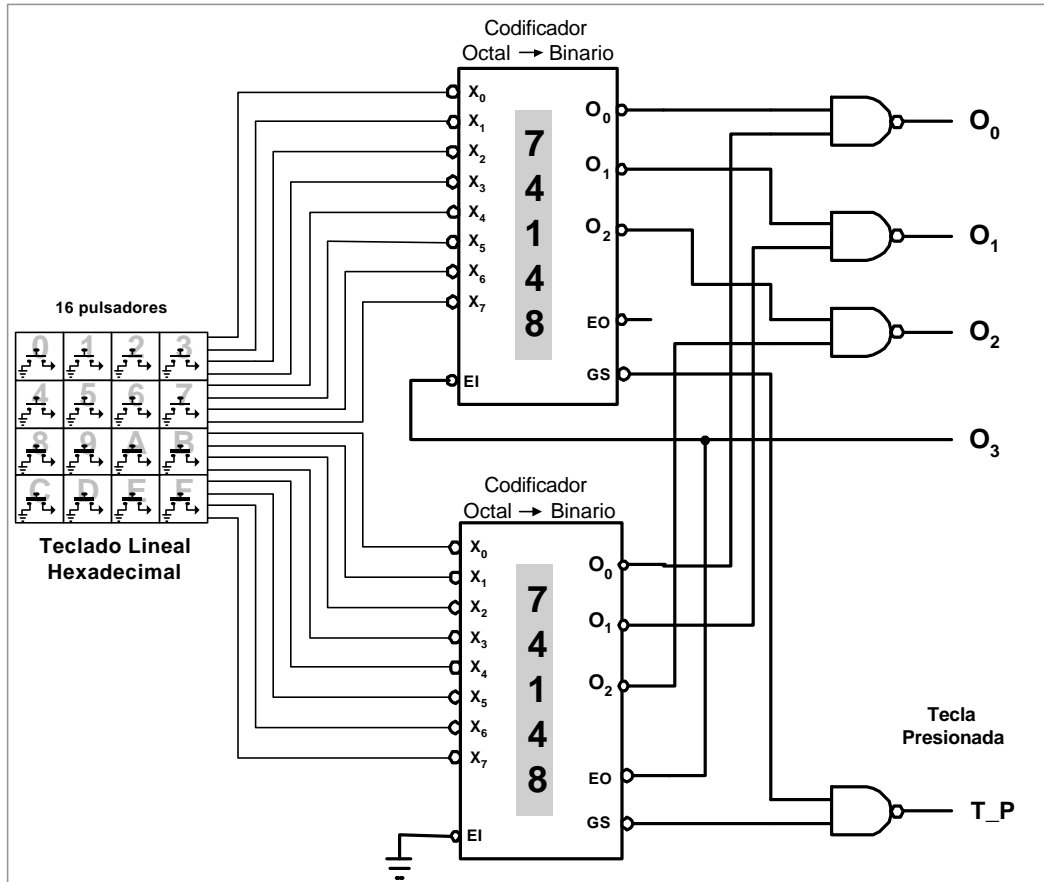 Codificador
Octal → Binario
X0
X1
X2
X3
X4
X5
X6
X7
EI
7
4
1
4
8
O0
O1
O2
EO
GS
O0
O1
O2
O3
16 pulsadores
0 1 2 3
4 5 6 7
8 9 A B
C D E F
Teclado Lineal
Hexadecimal
Codificador
Octal → Binario
X0
X1
X2
X3
X4
X5
X6
X7
EI
7
4
1
4
8
O0
O1
O2
EO
GS
Tecla
Presionada
T_P